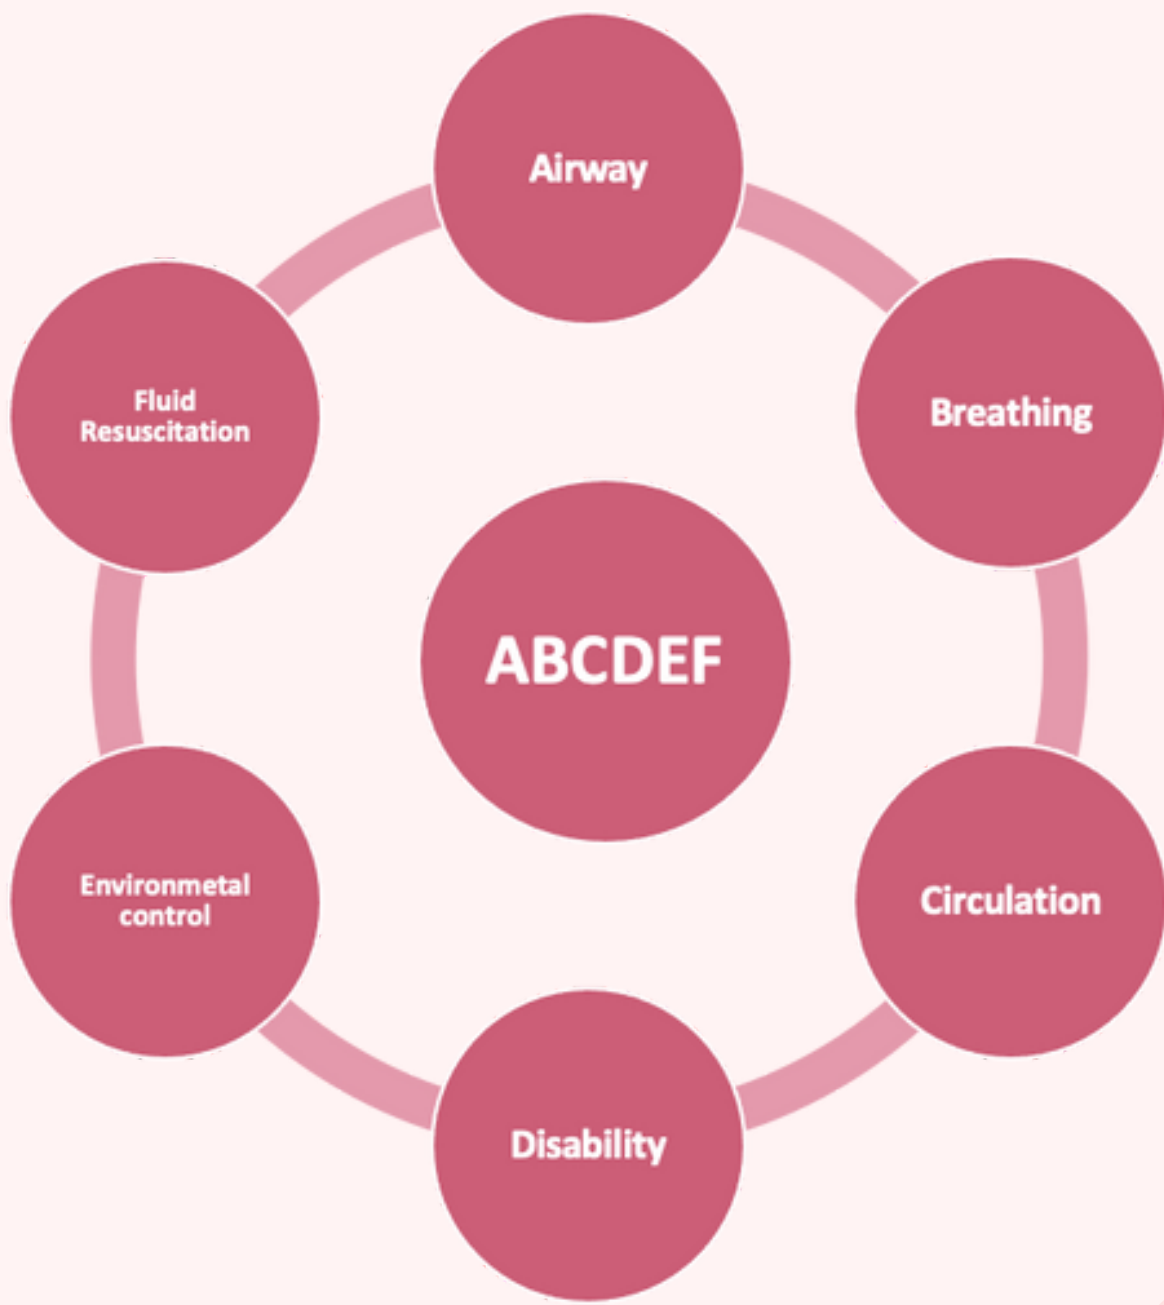 Airway
Breathing
Circulation
Disability
Environmetal
control
Fluid
Resuscitation
ABCDEF